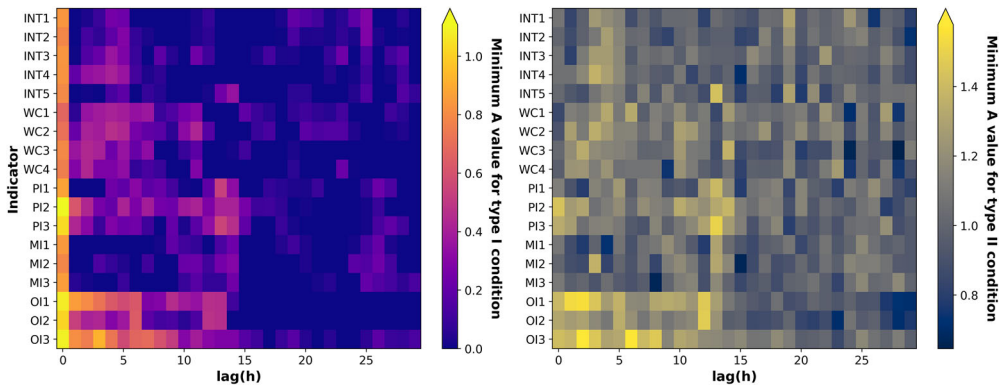 Indicator
INT1
INT2
INT3
INT4
INT5
WC1
WC2
WC3
WC4
PI1
PI2
PI3
MI1
MI2
MI3
OI1
OI2
OI3
0
5
10
15
20
25
lag(h)
1.0
0.8
0.6
0.4
0.2
0.0
Minimum A value for type I condition
INT1
INT2
INT3
INT4
INT5
WC1
WC2
WC3
WC4
PI1
PI2
PI3
MI1
MI2
MI3
OI1
OI2
OI3
0
5
10
15
20
25
lag(h)
1.4
1.2
1.0
0.8
Minimum A value for type II condition